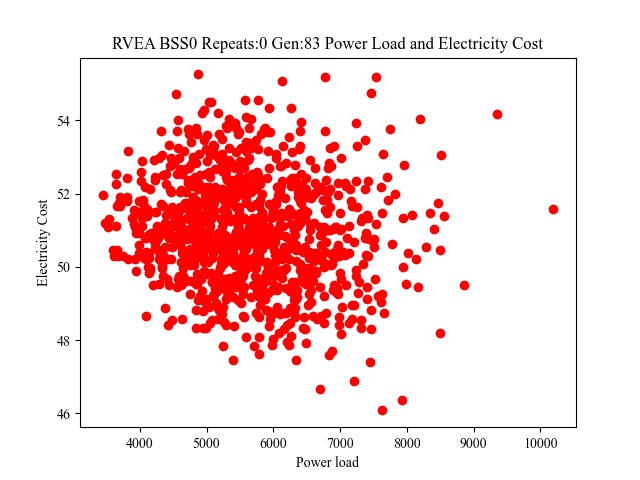 RVEA BSS0 Repeats:0 Gen:83 Power Load and Electricity Cost
Electricity Cost
54
52
50
48
46
4000 5000 6000 7000 8000 9000 10000
Power load